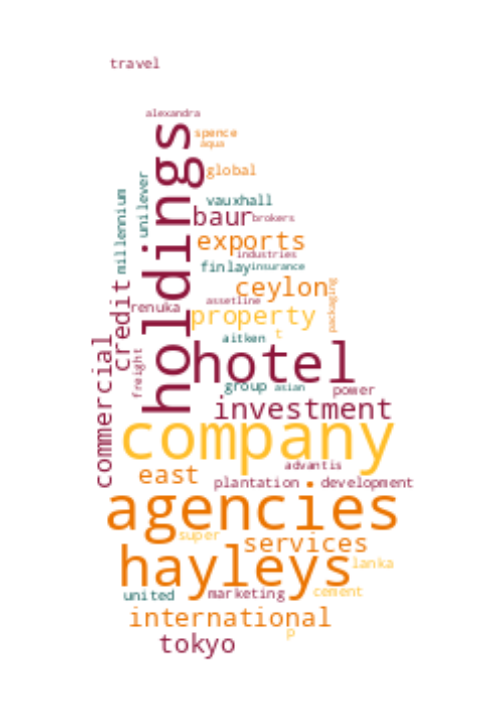 travel
alexandra
holdings
spence
aqua
global
unilever
millennium
vauxhall
baur
brokers
exports
industries
finlay
insurance
ceylon
packaging
credit
renuka
assetline
property
t
aitken
commercial
freight
hotel
group
asian
power
investment
company
advantis
east
plantation
development
agencies
super
services
hayleys
lanka
united
marketing
cement
international
p
tokyo